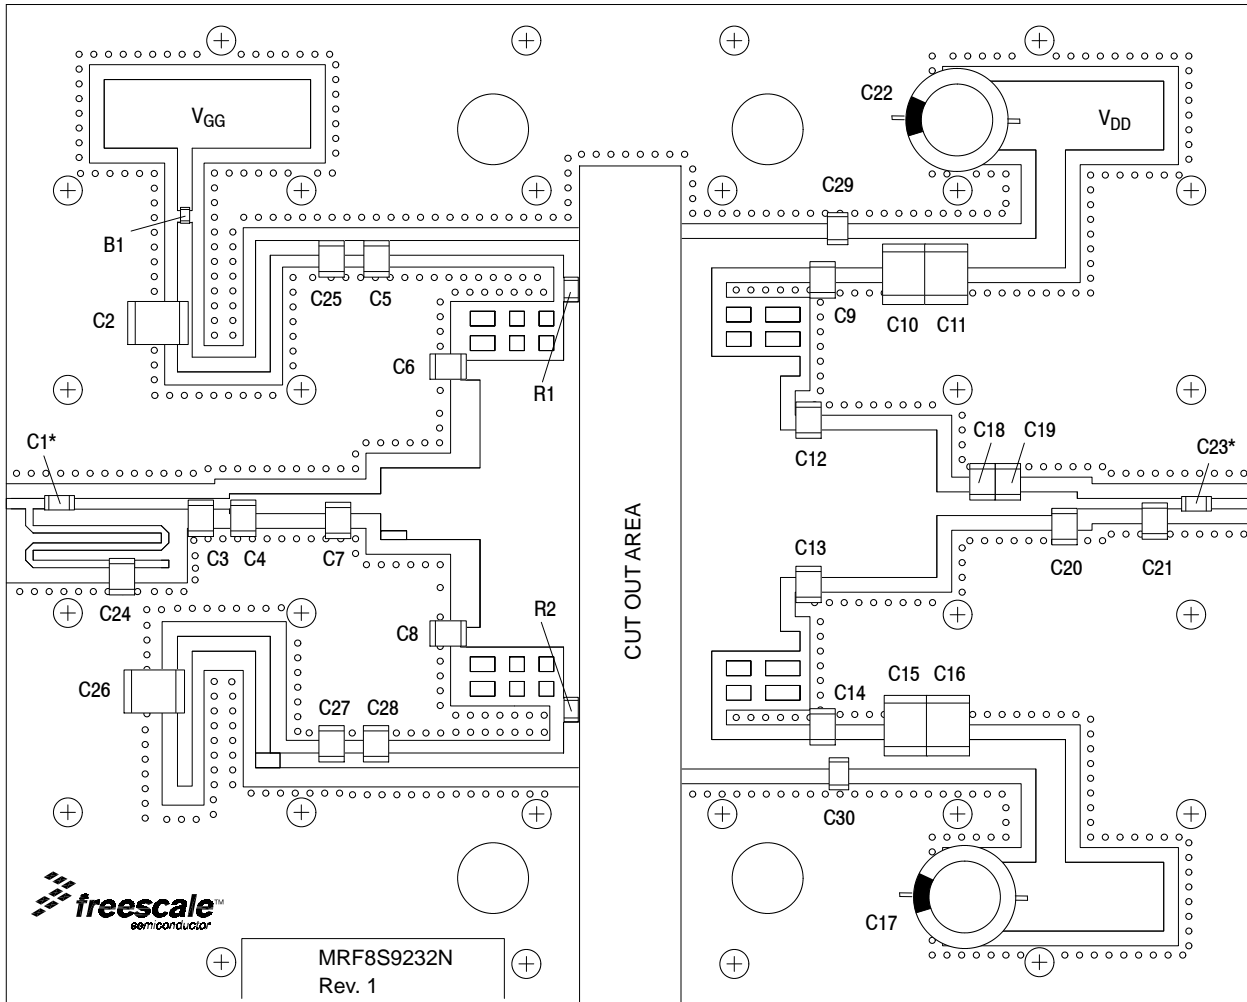 C22
VGG
VDD
C29
B1
C25 C5
C2
R1
C9
C10 C11
C6
R1
C1*
C12
C18 C19
C23*
C3 C4 C7
C13
C20 C21
C24
C8
R2
CUT OUT AREA
C26
C27 C28
C14 C15 C16
C30
C17
freescale™
semiconductor
MRF8S9232N
Rev. 1